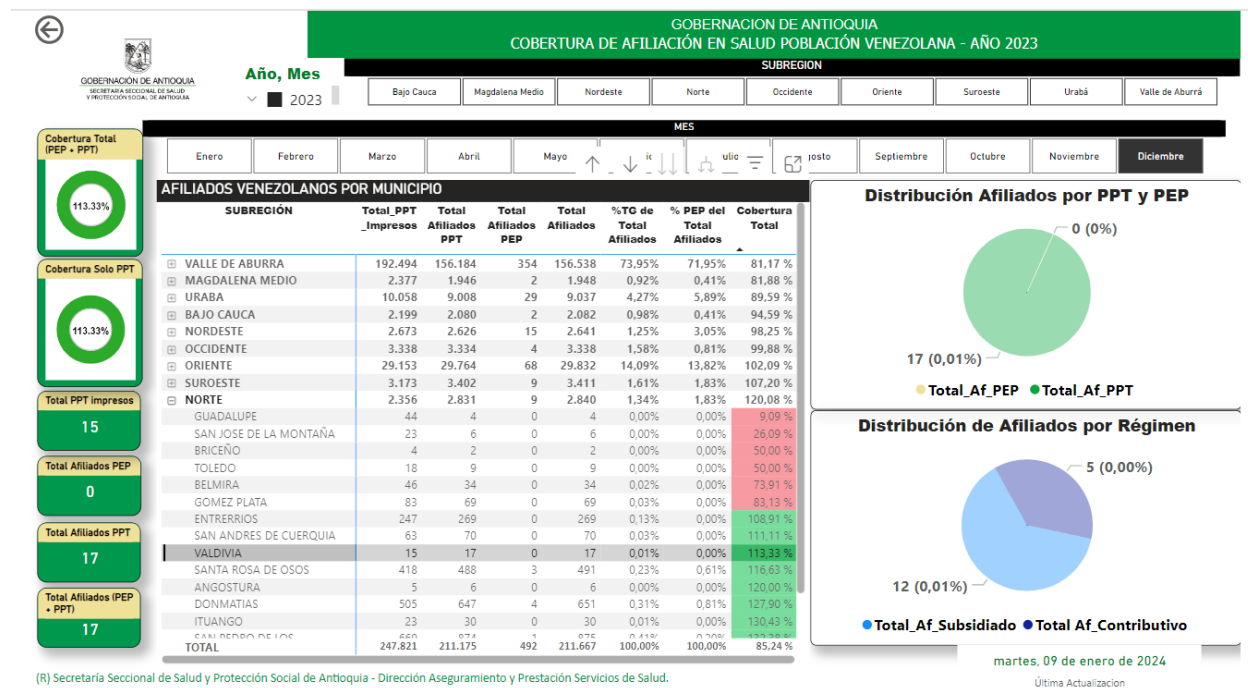 GOBERNACION DE ANTIOQUIA
COBERTURA DE AFILIACIÓN EN SALUD POBLACIÓN VENEZOLANA - AÑO 2023
GOBERNACIÓN DE ANTIOQUIA
SECRETARÍA SECCIONAL DE SALUD
Y PROTECCIÓN SOCIAL DE ANTIOQUIA
Año, Mes
2023
SUBREGION
Bajo Cauca Magdalena Medio Nordeste Norte Occidente Oriente Suroeste Urabá Valle de Aburrá
MES
Enero Febrero Marzo Abril Mayo Septiembre Octubre Noviembre Diciembre
Cobertura Total
(PEP + PPT)
113.33%
Cobertura Solo PPT
113.33%
Total PPT impresos
15
Total Afiliados PEP
0
Total Afiliados PPT
17
Total Afiliados (PEP
+ PPT)
17
AFILIADOS VENEZOLANOS POR MUNICIPIO
SUBREGIÓN Total_PPT Total Total Total %TG de % PEP del Cobertura
_Impresos Afiliados Afiliados Afiliados Total Total Total
PPT PEP Afiliados Afiliados
VALLE DE ABURRA 192.494 156.184 354 156.538 73,95% 71,95% 81,17 %
MAGDALENA MEDIO 2.377 1.946 2 1.948 0,92% 0,41% 81,88 %
URABA 10.058 9.008 29 9.037 4,27% 5,89% 89,59 %
BAJO CAUCA 2.199 2.080 2 2.082 0,98% 0,41% 94,59 %
NORDESTE 2.673 2.626 15 2.641 1,25% 3,05% 98,25 %
OCCIDENTE 3.338 3.334 4 3.338 1,58% 0,81% 99,88 %
ORIENTE 29.153 29.764 68 29.832 14,09% 13,82% 102,09 %
SUROESTE 3.173 3.402 9 3.411 1,61% 1,83% 107,20 %
NORTE 2.356 2.831 9 2.840 1,34% 1,83% 120,08 %
GUADALUPE 44 4 0 4 0,00% 0,00% 9,09 %
SAN JOSE DE LA MONTAÑA 23 6 0 6 0,00% 0,00% 26,09 %
BRICEÑO 4 2 0 2 0,00% 0,00% 50,00 %
TOLEDO 18 9 0 9 0,00% 0,00% 50,00 %
BELMIRA 46 34 0 34 0,02% 0,00% 73,91 %
GOMEZ PLATA 83 69 0 69 0,03% 0,00% 83,13 %
ENTRERRIOS 247 269 0 269 0,13% 0,00% 108,91 %
SAN ANDRES DE CUERQUIA 63 70 0 70 0,03% 0,00% 111,11 %
VALDIVIA 15 17 0 17 0,01% 0,00% 113,33 %
SANTA ROSA DE OSOS 418 488 3 491 0,23% 0,61% 116,63 %
ANGOSTURA 5 6 0 6 0,00% 0,00% 120,00 %
DONMATIAS 505 647 4 651 0,31% 0,81% 127,90 %
ITUANGO 23 30 0 30 0,01% 0,00% 130,43 %
SAN PEDRO DE LOS 660 874 1 875 0,41% 0,20%
TOTAL 247.821 211.175 492 211.667 100,00% 100,00% 85,24 %
Distribución Afiliados por PPT y PEP
0 (0%)
17 (0,01%)
Total_Af_PEP Total_Af_PPT
Distribución de Afiliados por Régimen
5 (0,00%)
12 (0,01%)
Total_Af_Subsidiado Total Af_Contributivo
martes, 09 de enero de 2024
Última Actualizacion
(R) Secretaría Seccional de Salud y Protección Social de Antioquia - Dirección Aseguramiento y Prestación Servicios de Salud.